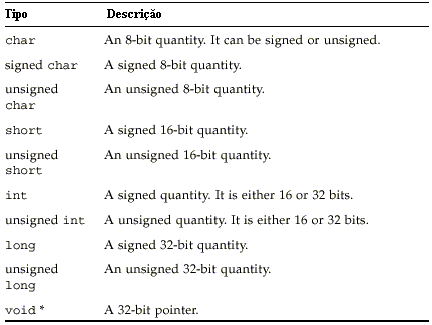 Tipo Descrição
char An 8-bit quantity. It can be signed or unsigned.
signed char A signed 8-bit quantity.
unsigned An unsigned 8-bit quantity.
char
short A signed 16-bit quantity.
unsigned An unsigned 16-bit quantity.
short
int A signed quantity. It is either 16 or 32 bits.
unsigned int A unsigned quantity. It is either 16 or 32 bits.
long A signed 32-bit quantity.
unsigned An unsigned 32-bit quantity.
long
void * A 32-bit pointer.